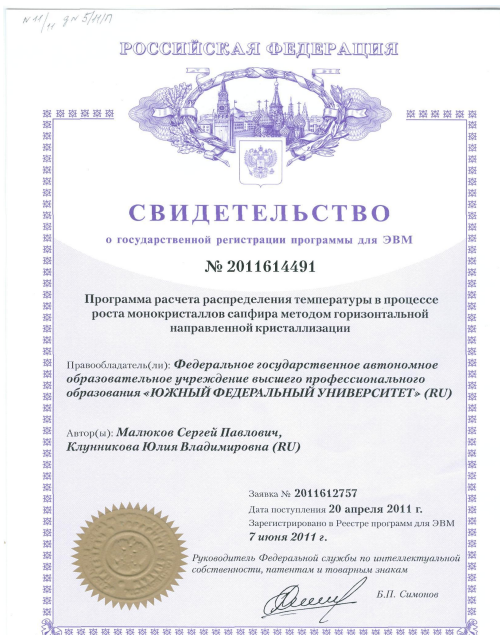 РОССИЙСКАЯ ФЕДЕРАЦИЯ
СВИДЕТЕЛЬСТВО
о государственной регистрации программы для ЭВМ
№ 2011614491
Программа расчета распределения температуры в процессе
роста монокристаллов сапфира методом горизонтальной
направленной кристаллизации
Правообладатель(ли): Федеральное государственное автономное
образовательное учреждение высшего профессионального
образования «ЮЖНЫЙ ФЕДЕРАЛЬНЫЙ УНИВЕРСИТЕТ» (RU)
Автор(ы): Малюков Сергей Павлович,
Клунникова Юлия Владимировна (RU)
Заявка № 2011612757
Дата поступления 20 апреля 2011 г.
Зарегистрировано в Реестре программ для ЭВМ
7 июня 2011 г.
Руководитель Федеральной службы по интеллектуальной
собственности, патентам и товарным знакам
Б.П. Симонов